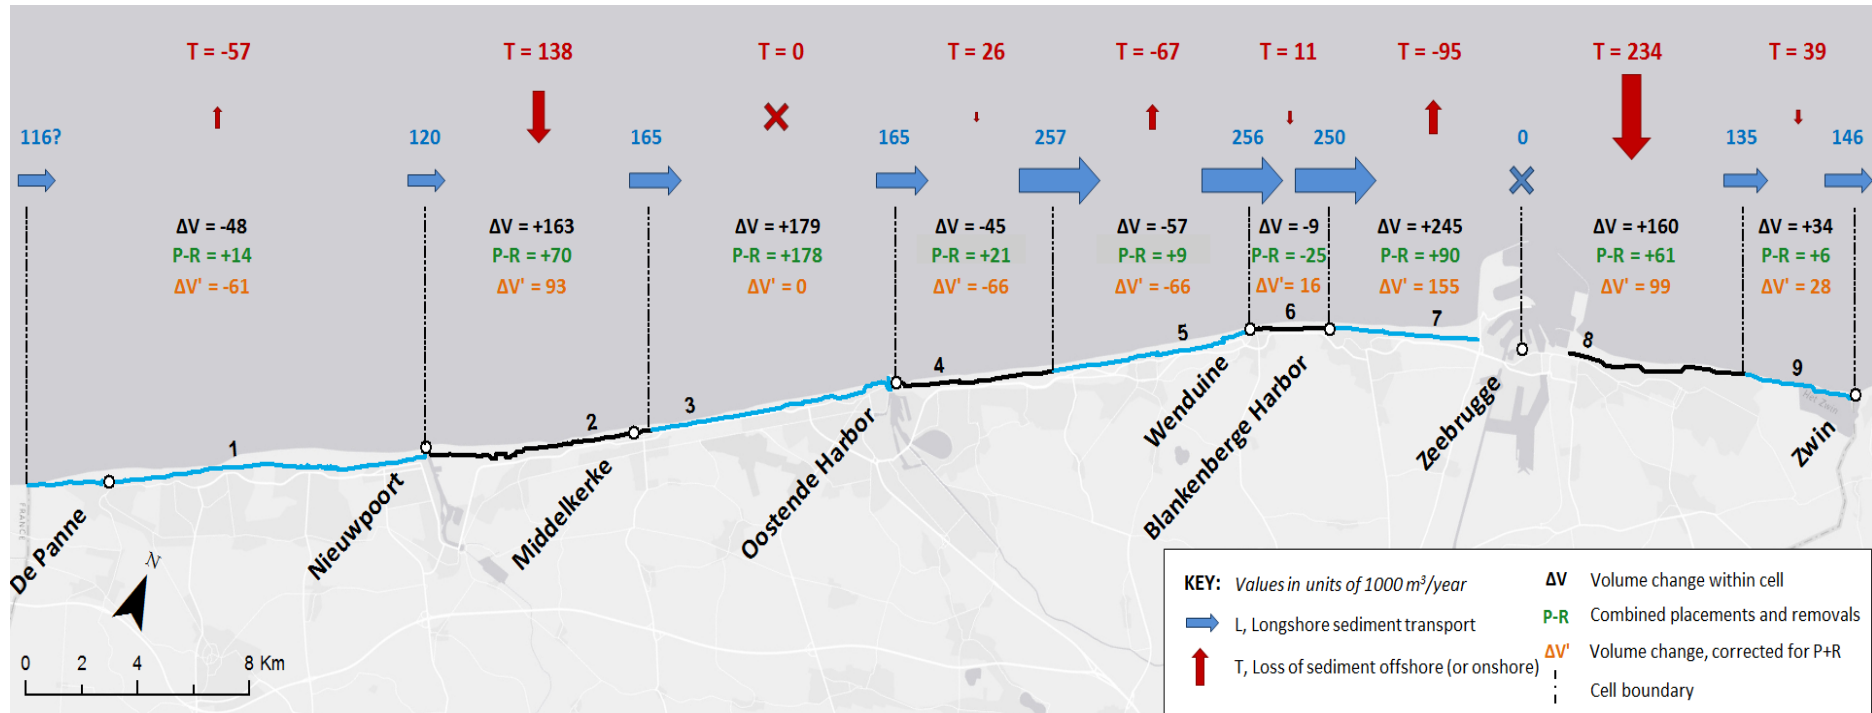 T = -57 T = 138 T = 0 T = 26 T = -67 T = 11 T = -95 T = 234 T = 39
116? 120 165 165 257 256 250 0 135 146
ΔV = -48 ΔV = +163 ΔV = +179 ΔV = -45 ΔV = -57 ΔV = -9 ΔV = +245 ΔV = +160 ΔV = +34
P-R = +14 P-R = +70 P-R = +178 P-R = +21 P-R = +9 P-R = -25 P-R = +90 P-R = +61 P-R = +6
ΔV' = -61 ΔV' = 93 ΔV' = 0 ΔV' = -66 ΔV' = -66 ΔV'= 16 ΔV' = 155 ΔV' = 99 ΔV' = 28
1 2 3 4 5 6 7 8 9
De Panne
Nieuwpoort
Middelkerke
Oostende Harbor
Wenduine
Blankenberge Harbor
Zeebrugge
Zwin
Het Zwin
FRANCE
N
0 2 4 8 Km
KEY: Values in units of 1000 m³/year
L, Longshore sediment transport
T, Loss of sediment offshore (or onshore)
ΔV Volume change within cell
P-R Combined placements and removals
ΔV' Volume change, corrected for P+R
Cell boundary